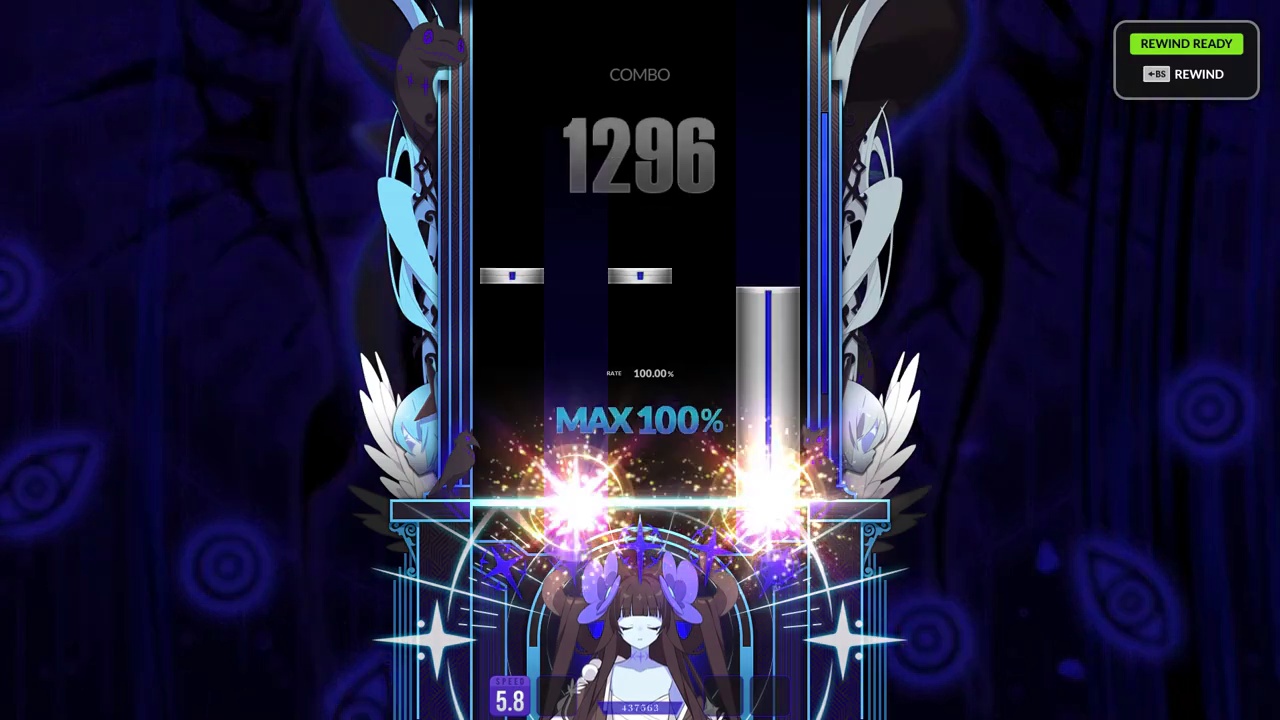 COMBO
1296
RATE 100.00%
MAX 100%
REWIND READY
←BS REWIND
SPEED
5.8
437563